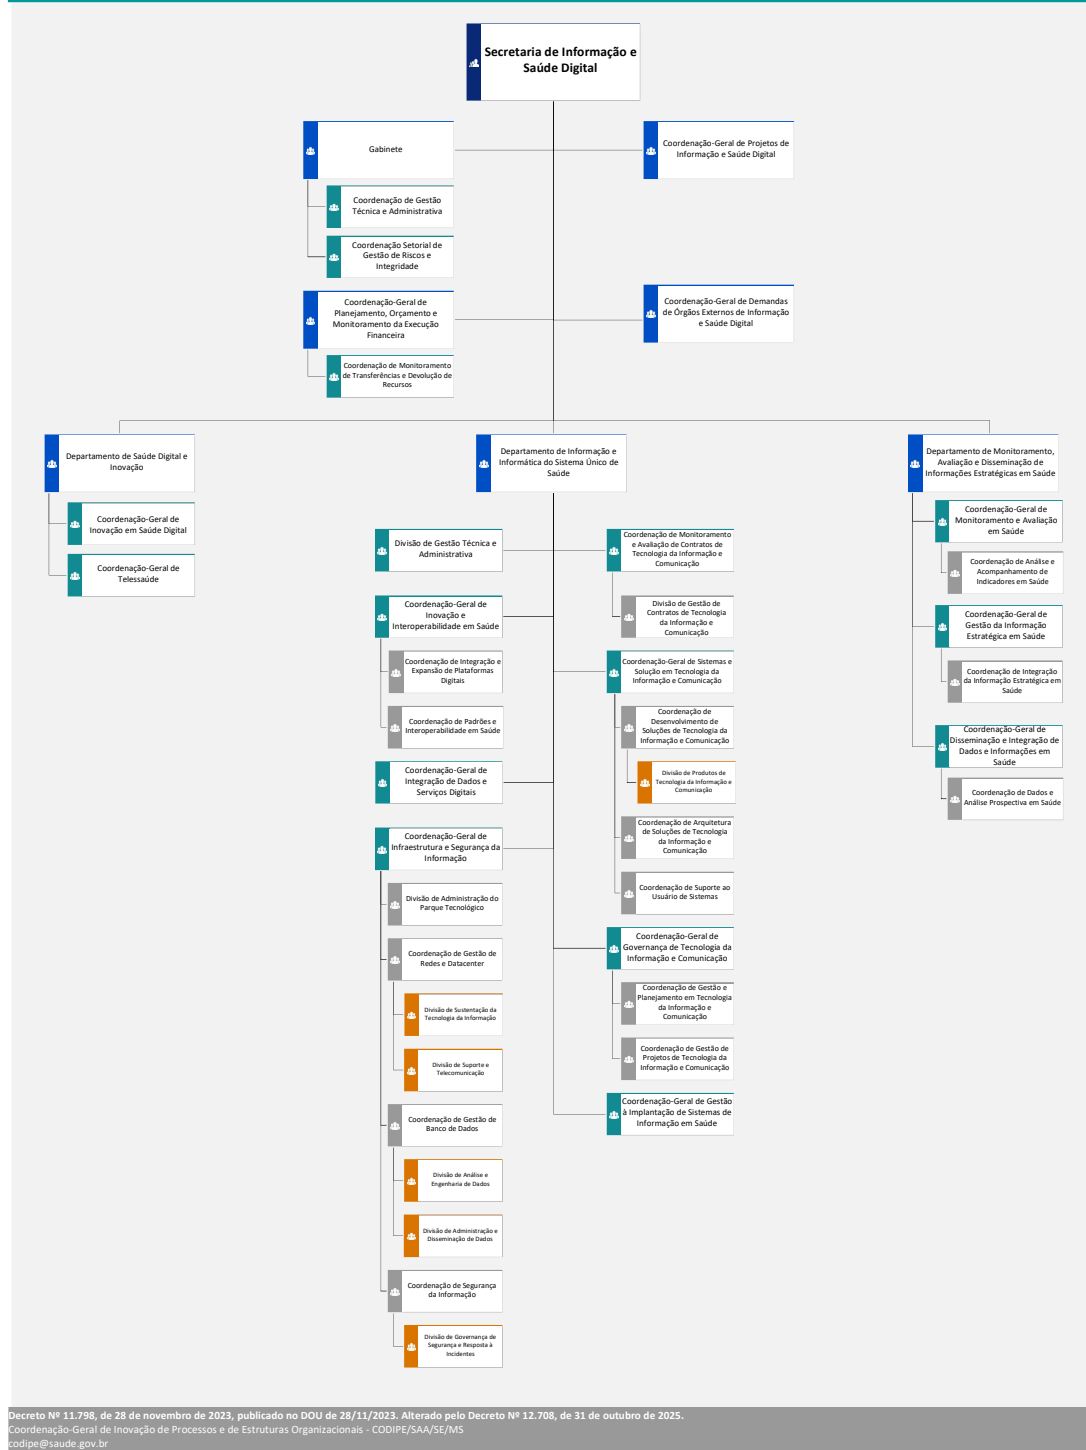 Secretaria de Informação e
Saúde Digital
Gabinete
Coordenação-Geral de Projetos de
Informação e Saúde Digital
Coordenação de Gestão
Técnica e Administrativa
Coordenação Setorial de
Gestão de Riscos e
Integridade
Coordenação-Geral de
Planejamento, Orçamento e
Monitoramento da Execução
Financeira
Coordenação-Geral de Demandas
de Órgãos Externos de Informação
e Saúde Digital
Coordenação de Monitoramento
de Transferências e Devolução de
Recursos
Departamento de Saúde Digital e
Inovação
Coordenação-Geral de
Inovação em Saúde Digital
Coordenação-Geral de
Telessaúde
Departamento de Informação e
Informática do Sistema Único de
Saúde
Divisão de Gestão Técnica e
Administrativa
Coordenação-Geral de
Inovação e
Interoperabilidade em Saúde
Coordenação de Integração e
Expansão de Plataformas
Digitais
Coordenação de Padrões e
Interoperabilidade em Saúde
Coordenação-Geral de
Integração de Dados e
Serviços Digitais
Coordenação-Geral de
Infraestrutura e Segurança da
Informação
Divisão de Administração do
Parque Tecnológico
Coordenação de Gestão de
Redes e Datacenter
Divisão de Sustentação da
Tecnologia da Informação
Divisão de Suporte e
Telecomunicação
Coordenação de Gestão de
Banco de Dados
Divisão de Análise e
Engenharia de Dados
Divisão de Administração e
Disseminação de Dados
Coordenação de Segurança
da Informação
Divisão de Governança de
Segurança e Resposta à
Incidentes
Coordenação de Monitoramento
e Avaliação de Contratos de
Tecnologia da Informação e
Comunicação
Divisão de Gestão de
Contratos de Tecnologia
da Informação e
Comunicação
Coordenação-Geral de Sistemas e
Solução em Tecnologia da
Informação e Comunicação
Coordenação de
Desenvolvimento de
Soluções de Tecnologia da
Informação e Comunicação
Divisão de Produtos de
Tecnologia da Informação e
Comunicação
Coordenação de Arquitetura
de Soluções de Tecnologia
da Informação e
Comunicação
Coordenação de Suporte ao
Usuário de Sistemas
Coordenação-Geral de
Governança de Tecnologia da
Informação e Comunicação
Coordenação de Gestão e
Planejamento em Tecnologia
da Informação e
Comunicação
Coordenação de Gestão de
Projetos de Tecnologia da
Informação e Comunicação
Coordenação-Geral de Gestão
à Implantação de Sistemas de
Informação em Saúde
Departamento de Monitoramento,
Avaliação e Disseminação de
Informações Estratégicas em Saúde
Coordenação-Geral de
Monitoramento e Avaliação
em Saúde
Coordenação de Análise e
Acompanhamento de
Indicadores em Saúde
Coordenação-Geral de
Gestão da Informação
Estratégica em Saúde
Coordenação de Integração
da Informação Estratégica em
Saúde
Coordenação-Geral de
Disseminação e Integração de
Dados e Informações em
Saúde
Coordenação de Dados e
Análise Prospectiva em Saúde
Decreto Nº 11.798, de 28 de novembro de 2023, publicado no DOU de 28/11/2023. Alterado pelo Decreto Nº 12.708, de 31 de outubro de 2025.
Coordenação-Geral de Inovação de Processos e de Estruturas Organizacionais - CODIPE/SAA/SE/MS
codipe@saude.gov.br